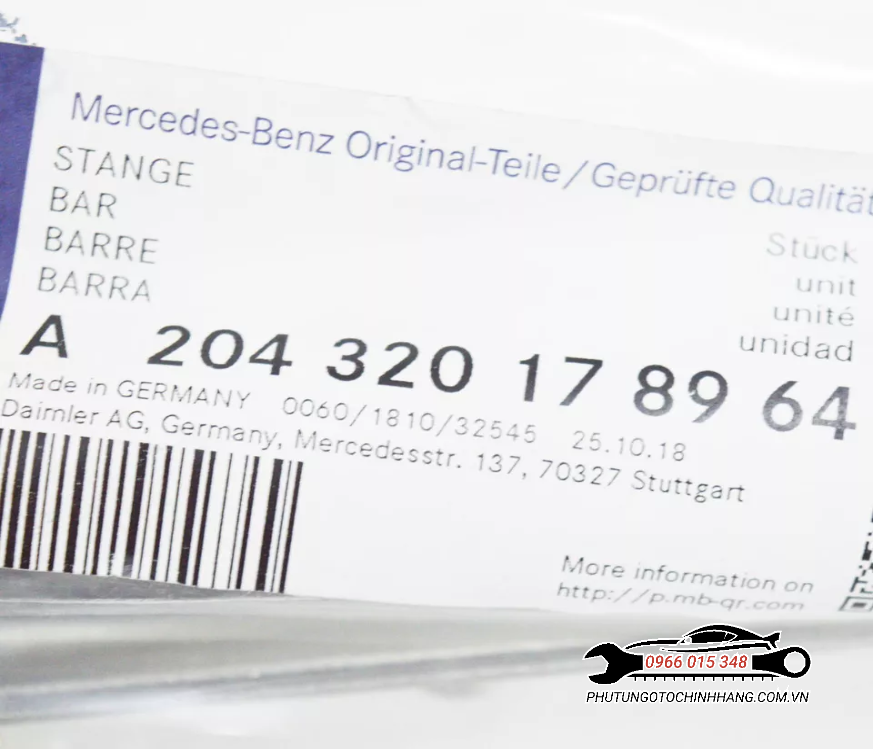 Mercedes-Benz Original-Teile/Geprüfte Qualität
STANGE
BAR
BARRE
BARRA
Stück
unit
unité
unidad
A 204 320 17 89 64
Made in GERMANY 0060/1810/32545 25.10.18
Daimler AG, Germany, Mercedesstr. 137, 70327 Stuttgart
More information on
http://p.mb-qr.com
0966 015 348
PHUTUNGOTOCHINHHANG.COM.VN